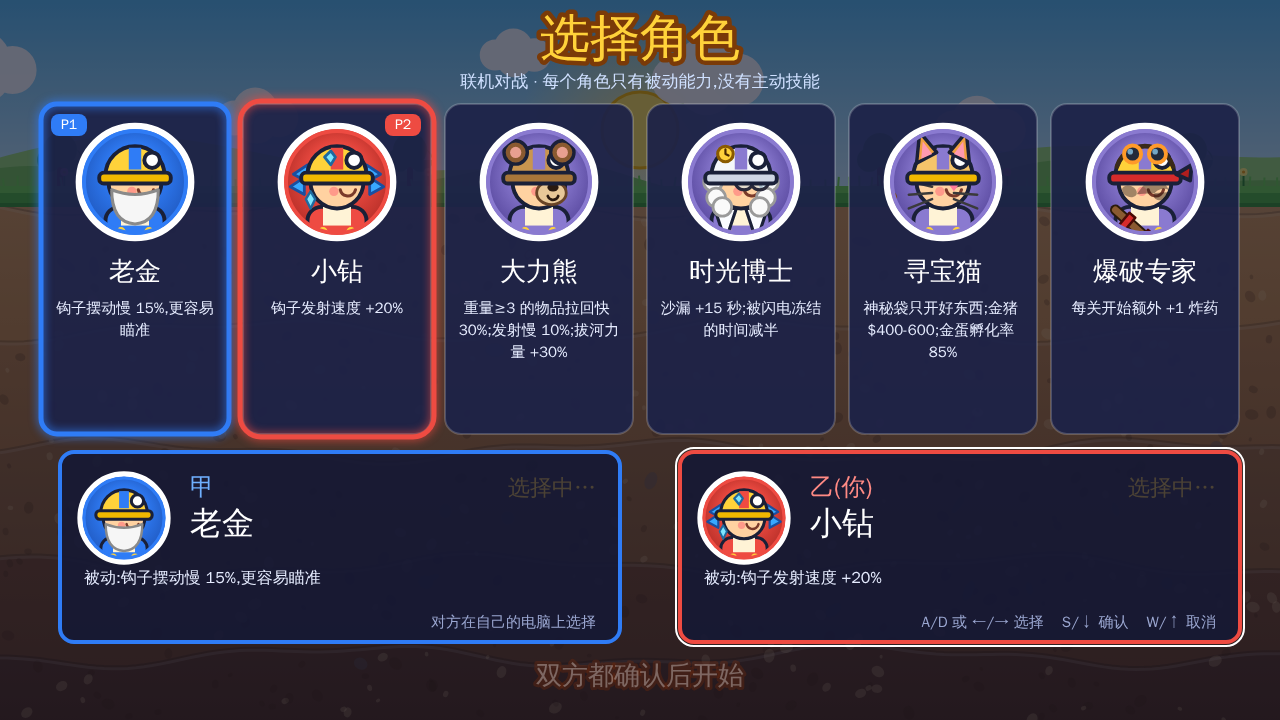 选择角色
联机对战 · 每个角色只有被动能力,没有主动技能
P1
P2
老金
钩子摆动慢 15%,更容易
瞄准
小钻
钩子发射速度 +20%
大力熊
重量≥3 的物品拉回快
30%;发射慢 10%;拔河力
量 +30%
时光博士
沙漏 +15 秒;被闪电冻结
的时间减半
寻宝猫
神秘袋只开好东西;金猪
$400-600;金蛋孵化率
85%
爆破专家
每关开始额外 +1 炸药
甲
选择中…
老金
被动:钩子摆动慢 15%,更容易瞄准
对方在自己的电脑上选择
乙(你)
选择中…
小钻
被动:钩子发射速度 +20%
A/D 或 ←/→ 选择 S/↓ 确认 W/↑ 取消
双方都确认后开始